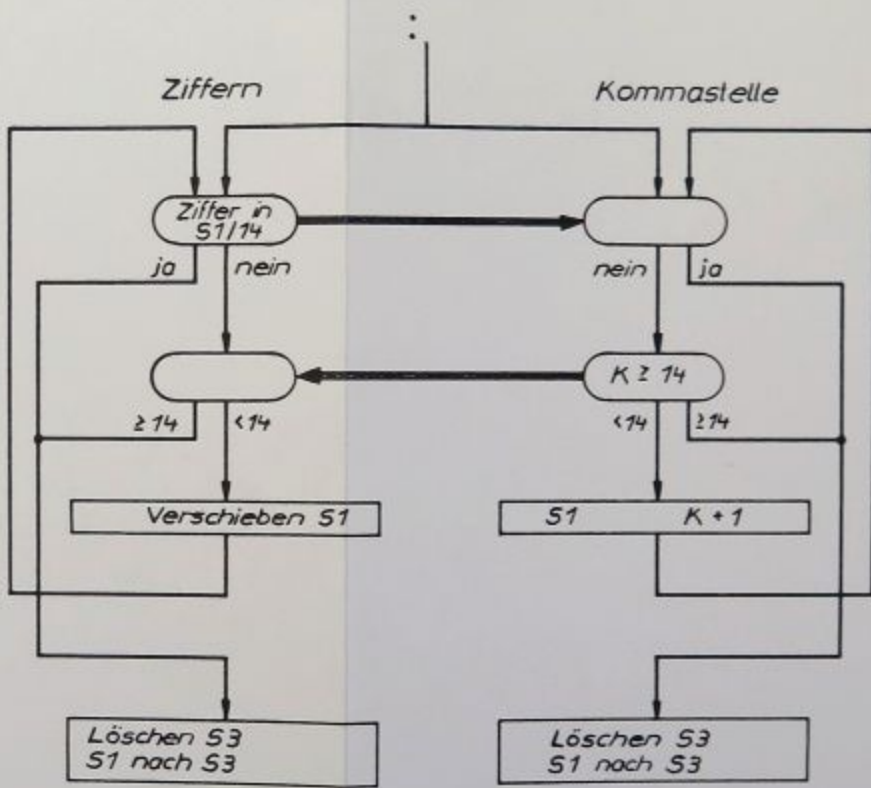 Ziffern
Kommastelle
Ziffer in
S1/14
ja
nein
nein
ja
K ≥ 14
≥ 14
< 14
< 14
≥ 14
Verschieben S1
S1 K + 1
Löschen S3
S1 nach S3
Löschen S3
S1 nach S3